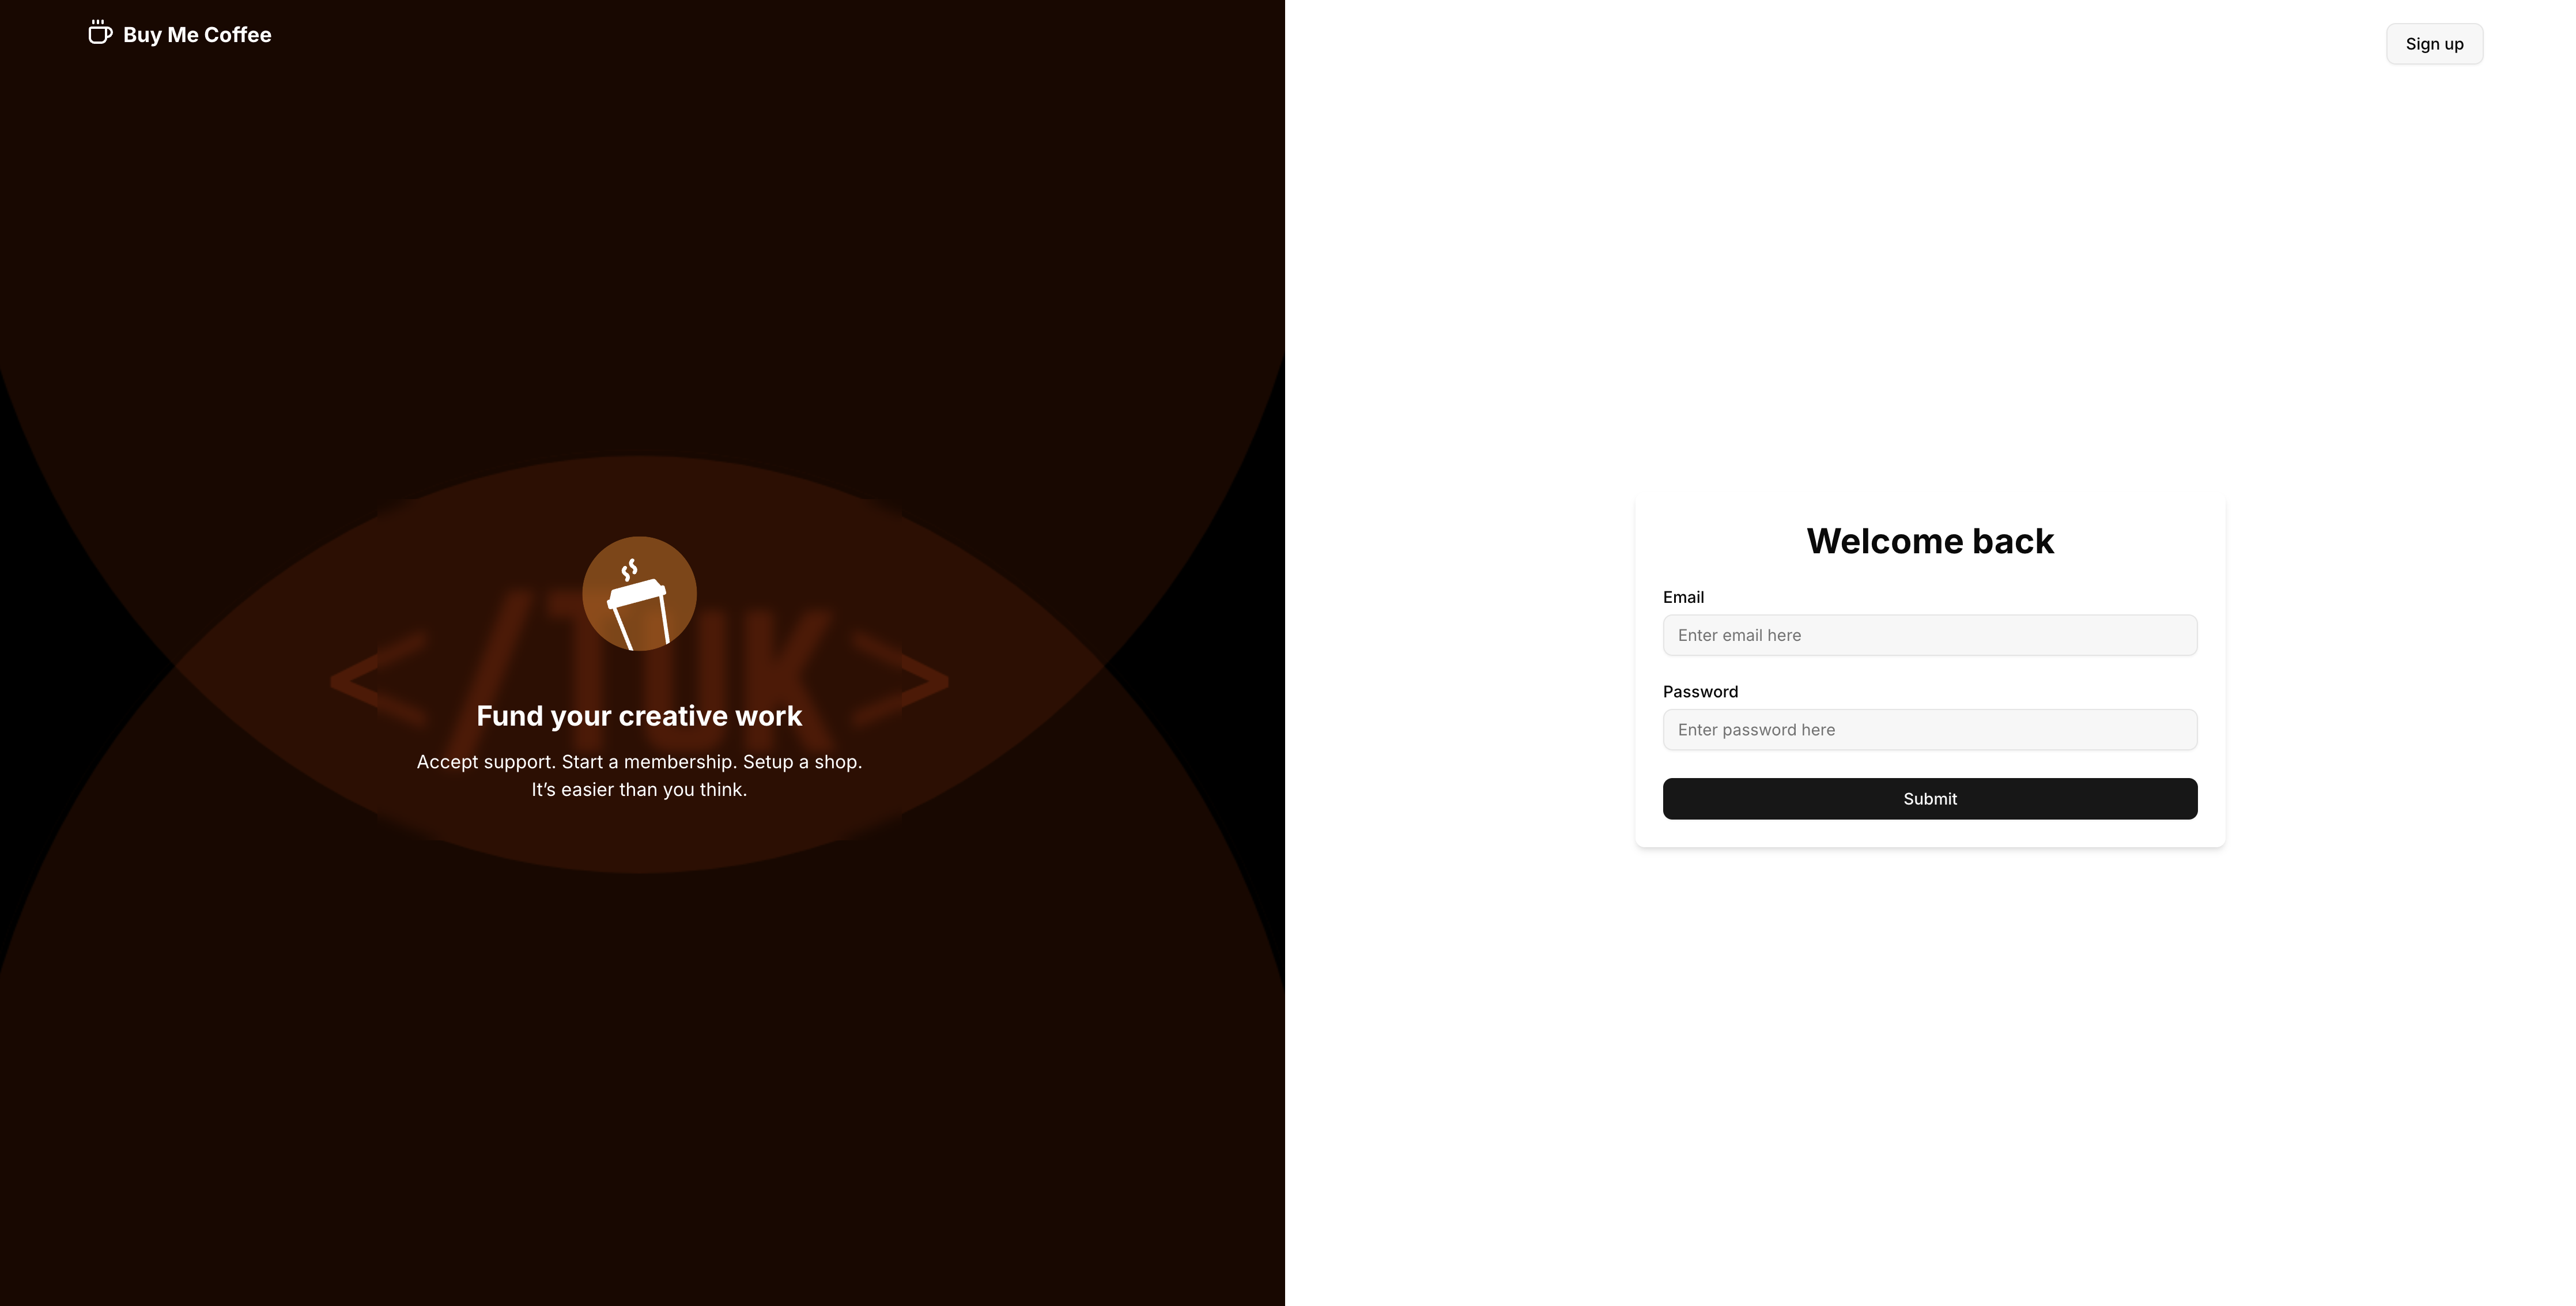 Buy Me Coffee
Sign up
</TUK>
Fund your creative work
Accept support. Start a membership. Setup a shop.
It’s easier than you think.
Welcome back
Email
Enter email here
Password
Enter password here
Submit